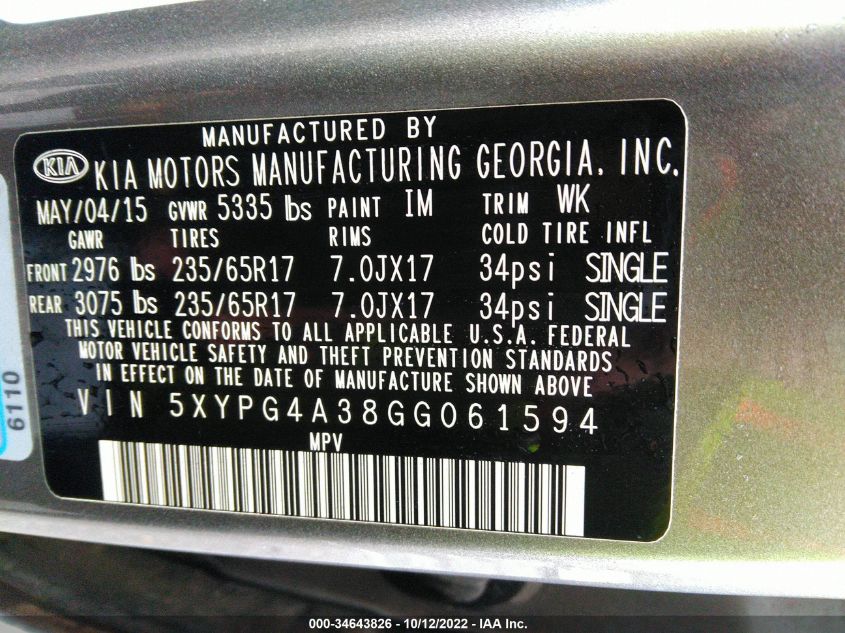 MANUFACTURED BY
KIA KIA MOTORS MANUFACTURING GEORGIA, INC.
MAY/04/15 GVWR 5335 lbs PAINT IM TRIM WK
GAWR TIRES RIMS COLD TIRE INFL
FRONT 2976 lbs 235/65R17 7.0JX17 34psi SINGLE
REAR 3075 lbs 235/65R17 7.0JX17 34psi SINGLE
THIS VEHICLE CONFORMS TO ALL APPLICABLE U.S.A. FEDERAL
MOTOR VEHICLE SAFETY AND THEFT PREVENTION STANDARDS
IN EFFECT ON THE DATE OF MANUFACTURE SHOWN ABOVE
VIN 5XYPG4A38GG061594
MPV
6110
000-34643826 - 10/12/2022 - IAA Inc.